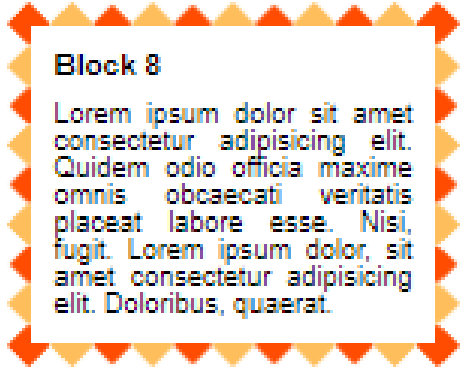 Block 8
Lorem ipsum dolor sit amet
consectetur adipisicing elit.
Quidem odio officia maxime
omnis obcaecati veritatis
placeat labore esse. Nisi,
fugit. Lorem ipsum dolor, sit
amet consectetur adipisicing
elit. Doloribus, quaerat.